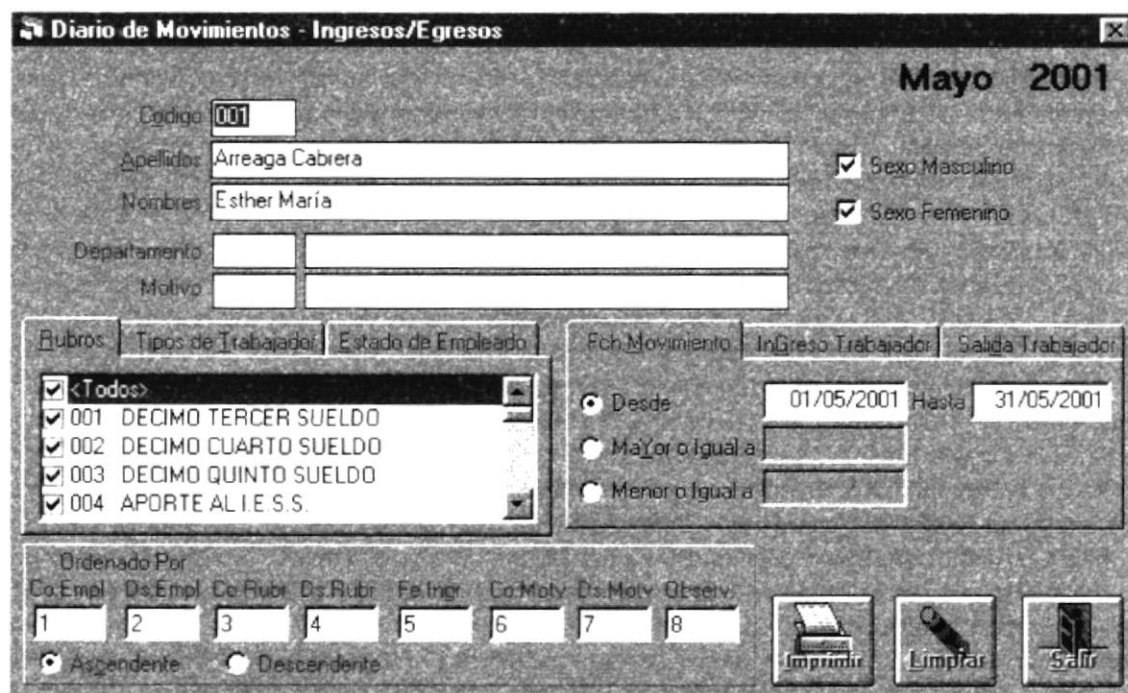 Diario de Movimientos - Ingresos/Egresos
Mayo 2001
Codigo 001
Apellidos Arreaga Cabrera
Sexo Masculino
Nombres Esther María
Sexo Femenino
Departamento
Motivo
Rubros Tipos de Trabajador Estado de Empleado
Fch.Movimiento InGreso Trabajador Salida Trabajador
<Todos>
001 DECIMO TERCER SUELDO
002 DECIMO CUARTO SUELDO
003 DECIMO QUINTO SUELDO
004 APORTE AL I.E.S.S.
Desde 01/05/2001 Hasta 31/05/2001
MaYor o Igual a
Menor o Igual a
Ordenado Por
Co.Empl Ds.Empl Co.Rubr Ds.Rubr Fe.Ingr. Co.Motv Ds.Motv Observ.
1 2 3 4 5 6 7 8
Ascendente Descendente
Imprimir Limpiar Salir